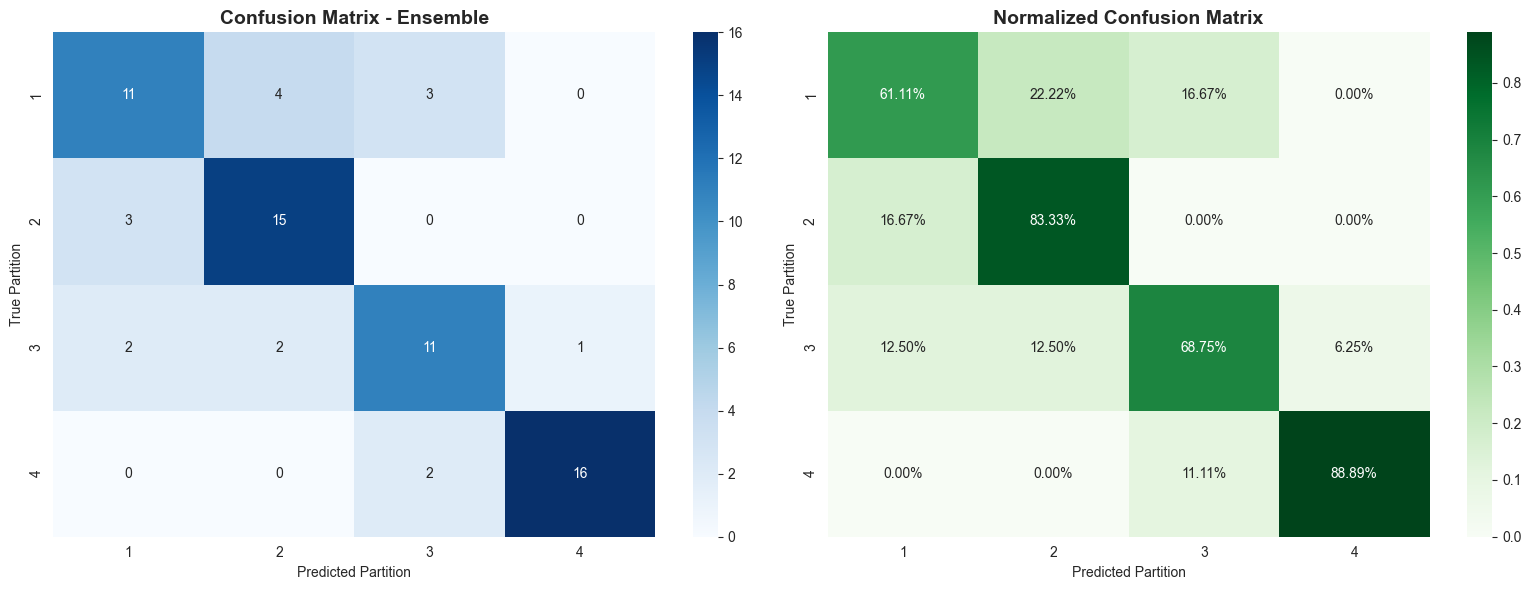 Confusion Matrix - Ensemble
1 11 4 3 0
2 3 15 0 0
3 2 2 11 1
4 0 0 2 16
1 2 3 4
True Partition
Predicted Partition
16
14
12
10
8
6
4
2
0
Normalized Confusion Matrix
1 61.11% 22.22% 16.67% 0.00%
2 16.67% 83.33% 0.00% 0.00%
3 12.50% 12.50% 68.75% 6.25%
4 0.00% 0.00% 11.11% 88.89%
1 2 3 4
True Partition
Predicted Partition
0.8
0.7
0.6
0.5
0.4
0.3
0.2
0.1
0.0